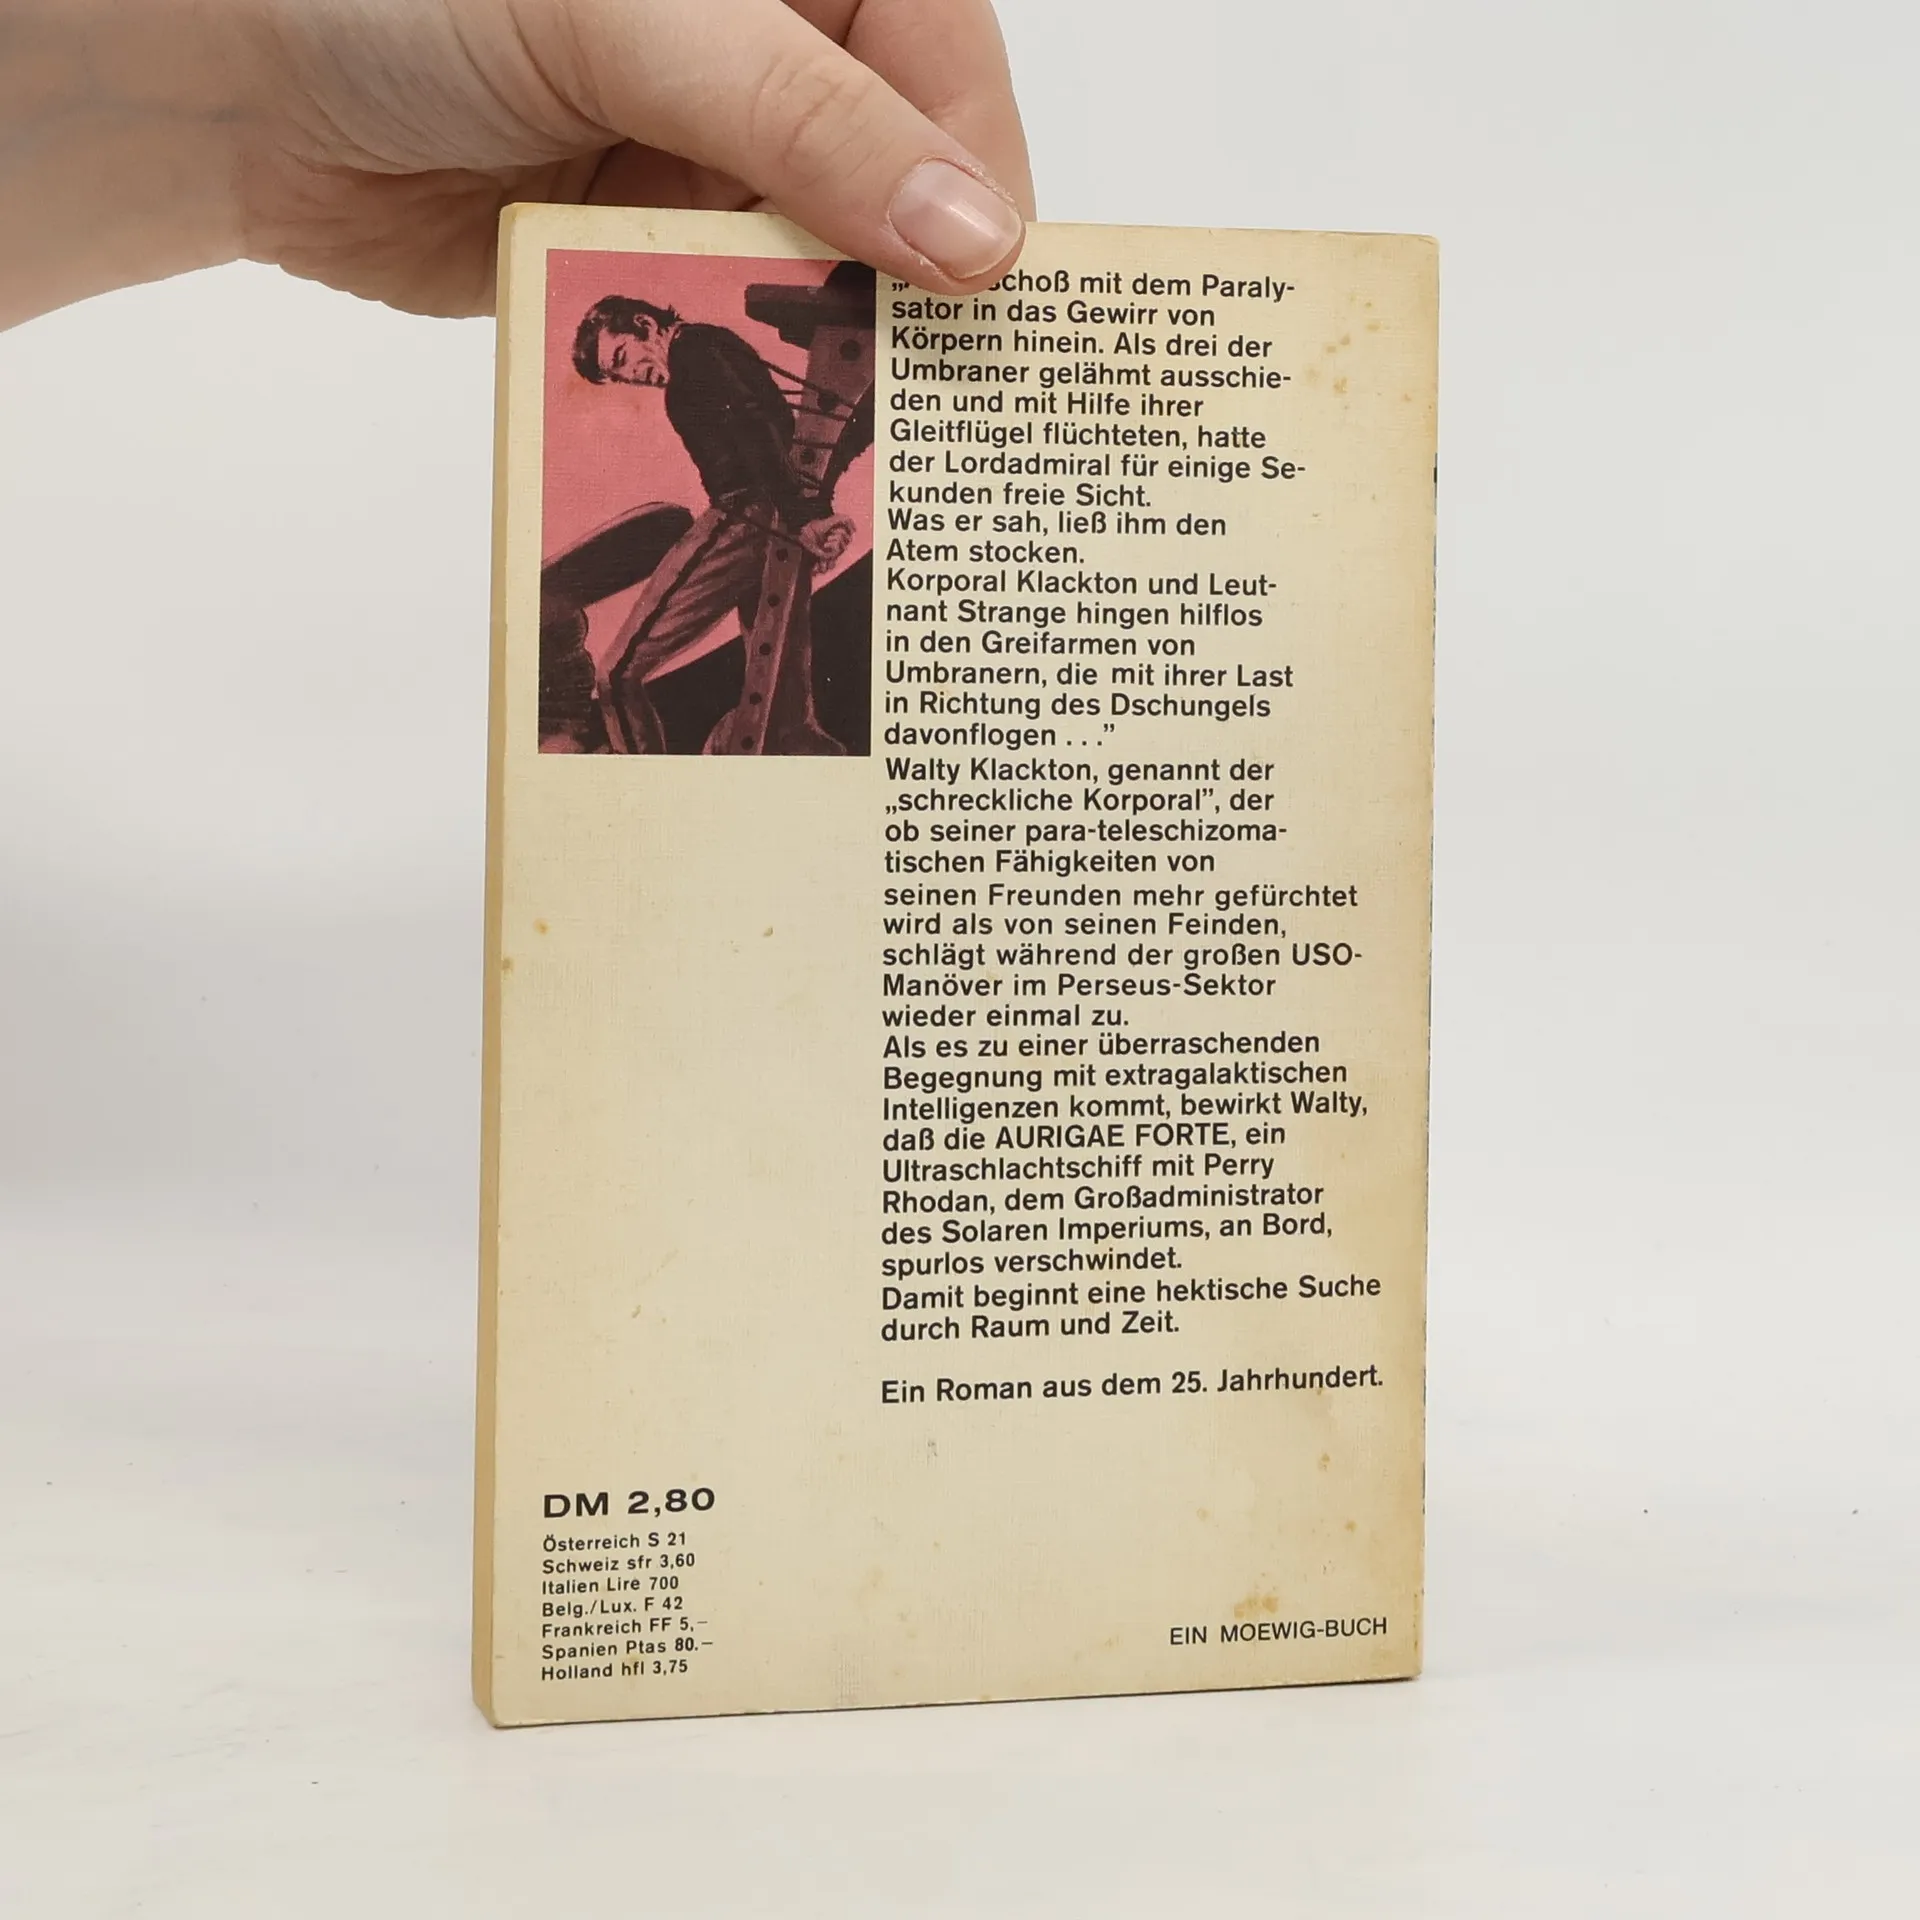 schoß mit dem Paraly-
sator in das Gewirr von
Körpern hinein. Als drei der
Umbraner gelähmt ausschie-
den und mit Hilfe ihrer
Gleitflügel flüchteten, hatte
der Lordadmiral für einige Se-
kunden freie Sicht.
Was er sah, ließ ihm den
Atem stocken.
Korporal Klackton und Leut-
nant Strange hingen hilflos
in den Greifarmen von
Umbranern, die mit ihrer Last
in Richtung des Dschungels
davonflogen . . .”
Walty Klackton, genannt der
„schreckliche Korporal”, der
ob seiner para-teleschizoma-
tischen Fähigkeiten von
seinen Freunden mehr gefürchtet
wird als von seinen Feinden,
schlägt während der großen USO-
Manöver im Perseus-Sektor
wieder einmal zu.
Als es zu einer überraschenden
Begegnung mit extragalaktischen
Intelligenzen kommt, bewirkt Walty,
daß die AURIGAE FORTE, ein
Ultraschlachtschiff mit Perry
Rhodan, dem Großadministrator
des Solaren Imperiums, an Bord,
spurlos verschwindet.
Damit beginnt eine hektische Suche
durch Raum und Zeit.
Ein Roman aus dem 25. Jahrhundert.
DM 2,80
Österreich S 21
Schweiz sfr 3,60
Italien Lire 700
Belg./Lux. F 42
Frankreich FF 5,–
Spanien Ptas 80.–
Holland hfl 3,75
EIN MOEWIG-BUCH